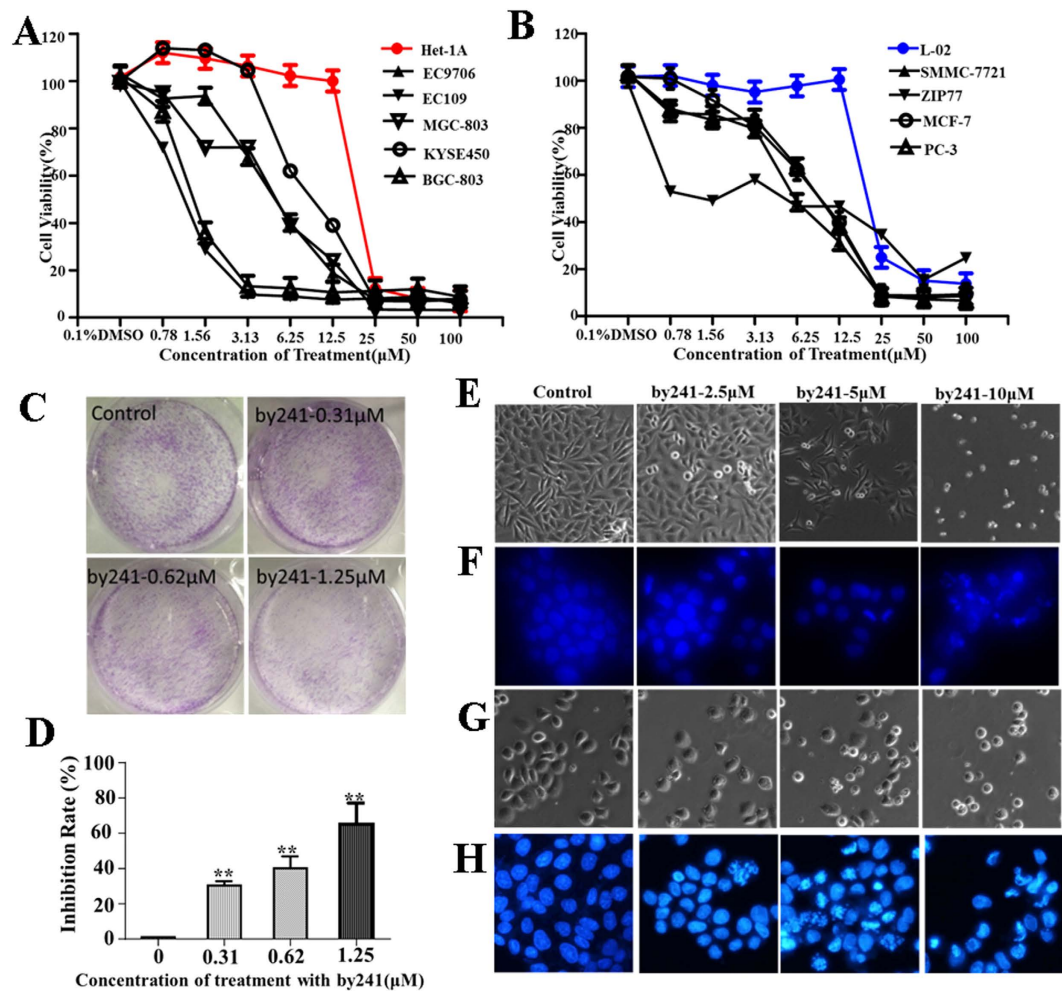 A
120
100
80
60
40
20
0
Cell Viability(%)
Het-1A
EC9706
EC109
MGC-803
KYSE450
BGC-803
0.1%DMSO 0.78 1.56 3.13 6.25 12.5 25 50 100
Concentration of Treatment(μM)
B
120
100
80
60
40
20
0
Cell Viability(%)
L-02
SMMC-7721
ZIP77
MCF-7
PC-3
0.1%DMSO 0.78 1.56 3.13 6.25 12.5 25 50 100
Concentration of Treatment(μM)
C
Control
by241-0.31μM
by241-0.62μM
by241-1.25μM
D
100
80
60
40
20
0
Inhibition Rate (%)
**
**
**
0 0.31 0.62 1.25
Concentration of treatment with by241(μM)
E
Control by241-2.5μM by241-5μM by241-10μM
F
G
H